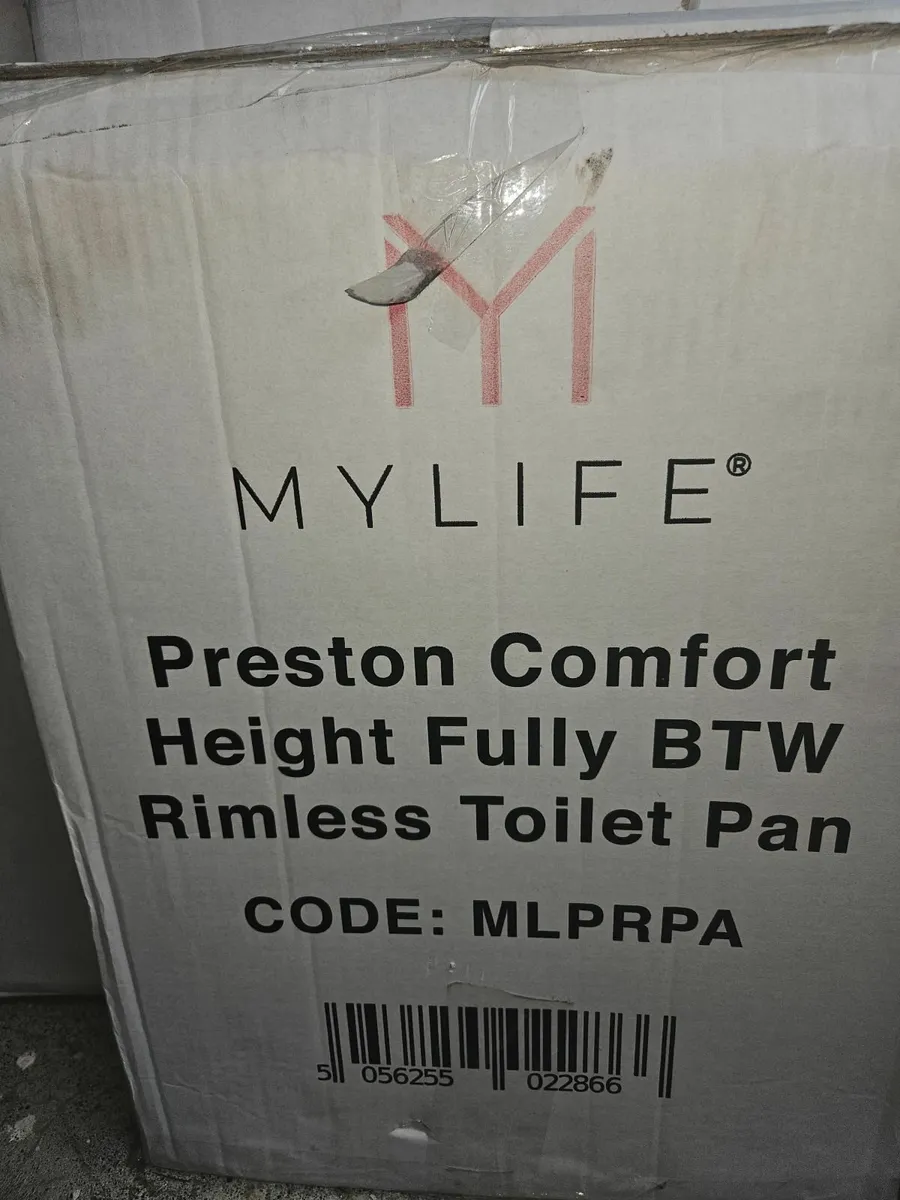 MYLIFE®
Preston Comfort
Height Fully BTW
Rimless Toilet Pan
CODE: MLPRPA
5 056255 022866